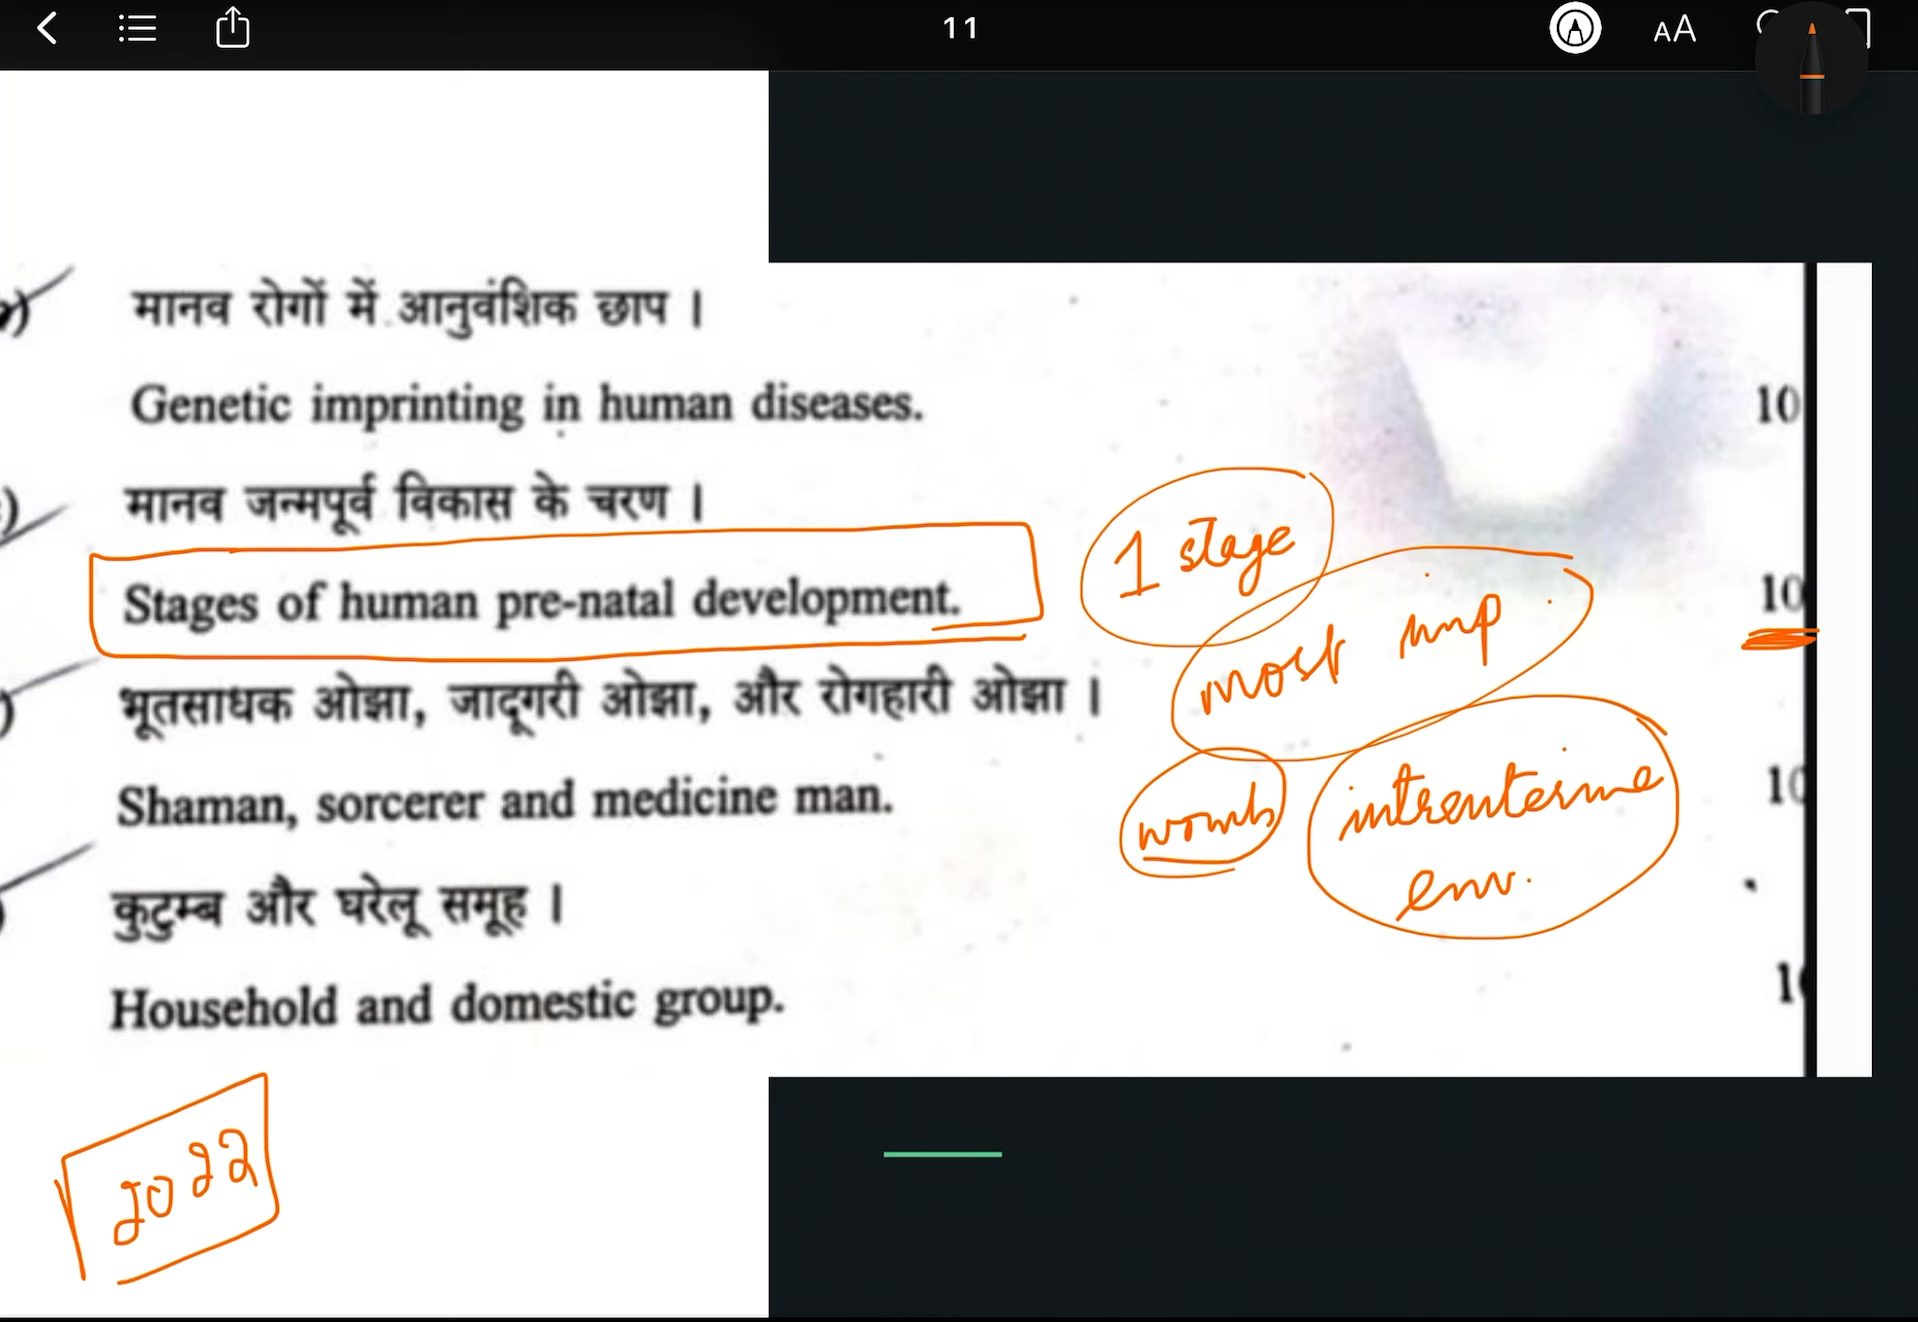 11
AA
मानव रोगों में आनुवंशिक छाप ।
Genetic imprinting in human diseases. 10
मानव जन्मपूर्व विकास के चरण ।
Stages of human pre-natal development. 10
1 stage
most imp
भूतसाधक ओझा, जादूगरी ओझा, और रोगहारी ओझा ।
Shaman, sorcerer and medicine man. 10
womb
intrauterine
env.
कुटुम्ब और घरेलू समूह ।
Household and domestic group.
2022